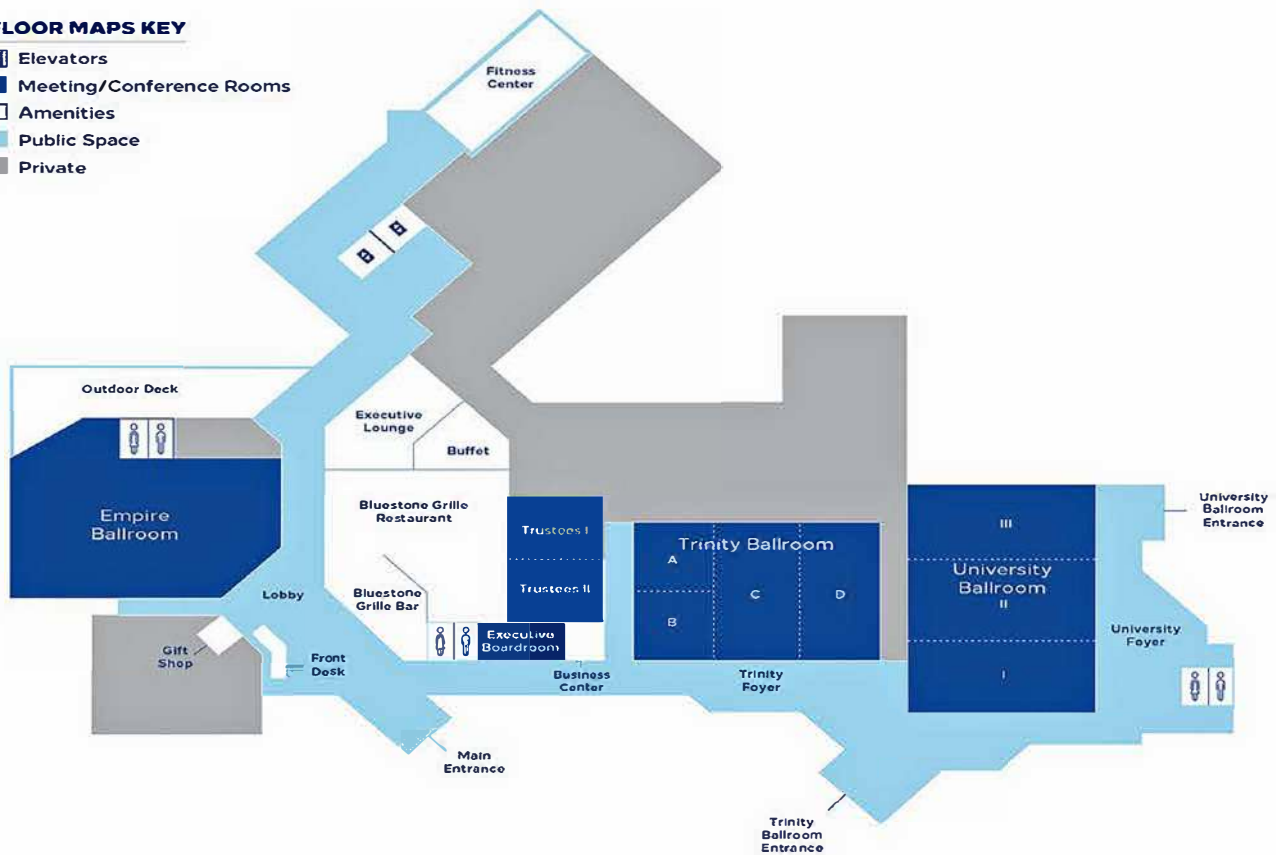 FLOOR MAPS KEY
Elevators
Meeting/Conference Rooms
Amenities
Public Space
Private
Fitness
Center
Outdoor Deck
Executive
Lounge
Buffet
Empire
Ballroom
Bluestone Grille
Restaurant
Bluestone
Grille Bar
Trustees I
Trustees II
Executive
Boardroom
Trinity Ballroom
A
B
C
D
III
University
Ballroom
II
I
University
Ballroom
Entrance
University
Foyer
Lobby
Gift
Shop
Front
Desk
Business
Center
Trinity
Foyer
Main
Entrance
Trinity
Ballroom
Entrance